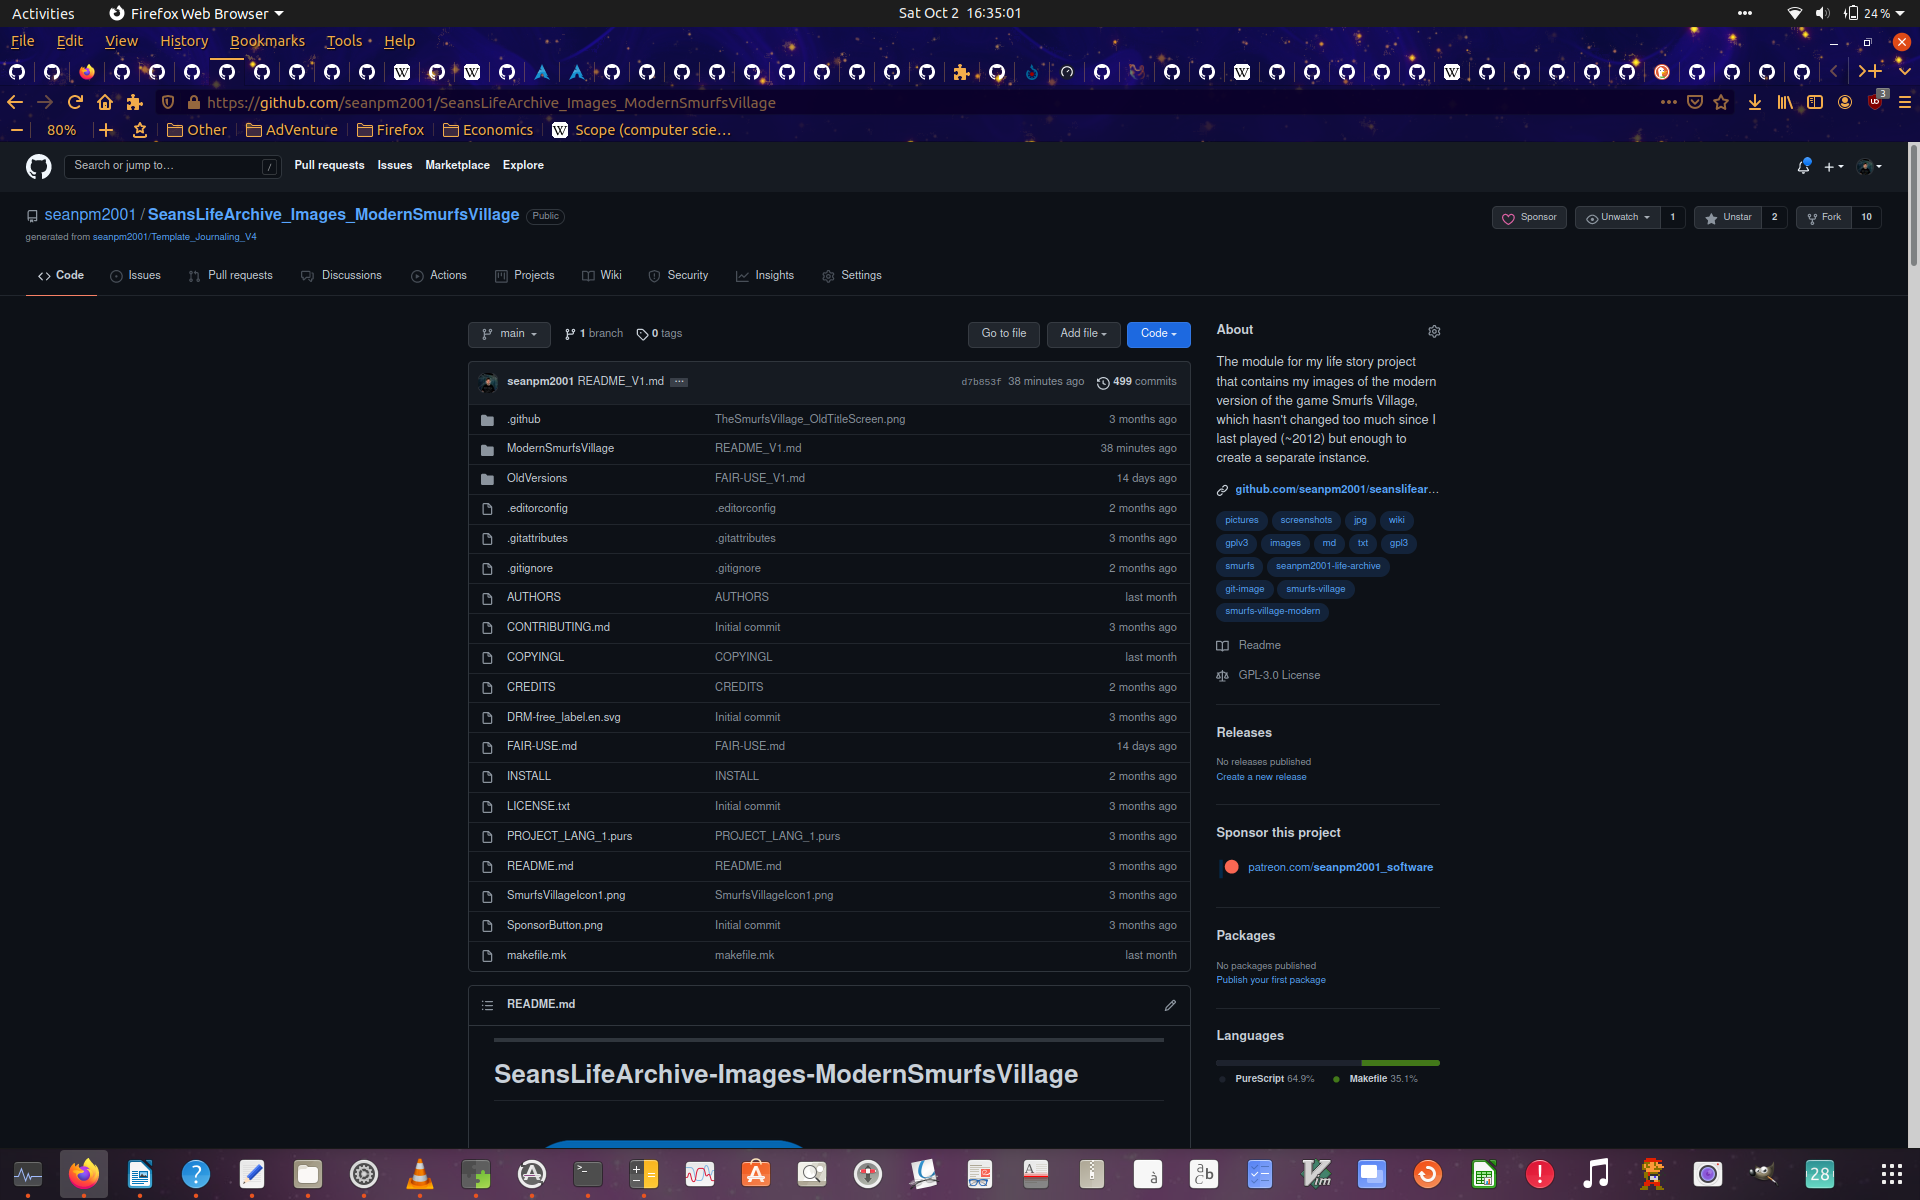 Activities Firefox Web Browser Sat Oct 2 16:35:01 24 %
File Edit View History Bookmarks Tools Help
https://github.com/seanpm2001/SeansLifeArchive_Images_ModernSmurfsVillage 3
80% Other AdVenture Firefox Economics Scope (computer scie…
Search or jump to… / Pull requests Issues Marketplace Explore
seanpm2001 / SeansLifeArchive_Images_ModernSmurfsVillage Public Sponsor Unwatch 1 Unstar 2 Fork 10
generated from seanpm2001/Template_Journaling_V4
Code Issues Pull requests Discussions Actions Projects Wiki Security Insights Settings
main 1 branch 0 tags Go to file Add file Code
seanpm2001 README_V1.md d7b853f 38 minutes ago 499 commits
.github TheSmurfsVillage_OldTitleScreen.png 3 months ago
ModernSmurfsVillage README_V1.md 38 minutes ago
OldVersions FAIR-USE_V1.md 14 days ago
.editorconfig .editorconfig 2 months ago
.gitattributes .gitattributes 3 months ago
.gitignore .gitignore 2 months ago
AUTHORS AUTHORS last month
CONTRIBUTING.md Initial commit 3 months ago
COPYINGL COPYINGL last month
CREDITS CREDITS 2 months ago
DRM-free_label.en.svg Initial commit 3 months ago
FAIR-USE.md FAIR-USE.md 14 days ago
INSTALL INSTALL 2 months ago
LICENSE.txt Initial commit 3 months ago
PROJECT_LANG_1.purs PROJECT_LANG_1.purs 3 months ago
README.md README.md 3 months ago
SmurfsVillageIcon1.png SmurfsVillageIcon1.png 3 months ago
SponsorButton.png Initial commit 3 months ago
makefile.mk makefile.mk last month
README.md
SeansLifeArchive-Images-ModernSmurfsVillage
About
The module for my life story project
that contains my images of the modern
version of the game Smurfs Village,
which hasn't changed too much since I
last played (~2012) but enough to
create a separate instance.
github.com/seanpm2001/seanslifear…
pictures screenshots jpg wiki
gplv3 images md txt gpl3
smurfs seanpm2001-life-archive
git-image smurfs-village
smurfs-village-modern
Readme
GPL-3.0 License
Releases
No releases published
Create a new release
Sponsor this project
patreon.com/seanpm2001_software
Packages
No packages published
Publish your first package
Languages
PureScript 64.9% Makefile 35.1%
28